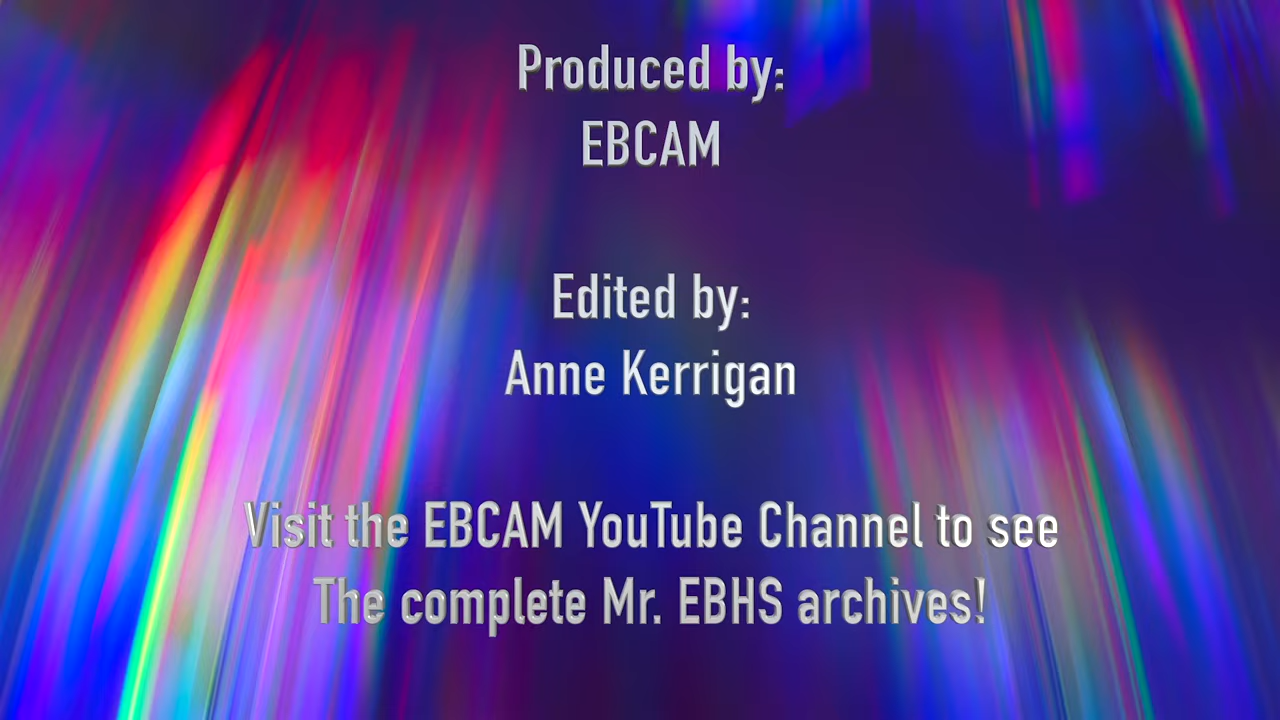 Produced by:
EBCAM
Edited by:
Anne Kerrigan
Visit the EBCAM YouTube Channel to see
The complete Mr. EBHS archives!